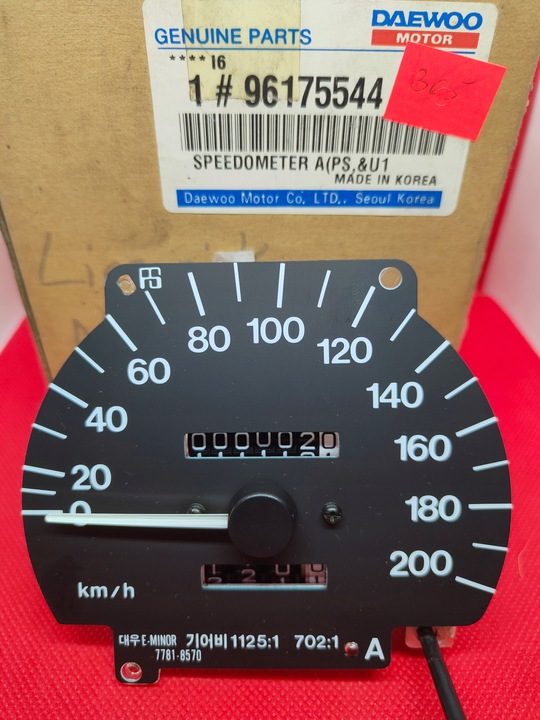 DAEWOO
MOTOR
GENUINE PARTS
**** 16
1 # 96175544
365
SPEEDOMETER A(PS,&U1
MADE IN KOREA
Daewoo Motor Co, LTD,. Seoul Korea
80
100
120
60
140
40
160
20
180
0
200
0000020
km/h
대우 E-MINOR 기어비 1125:1 702:1 A
7781-8570